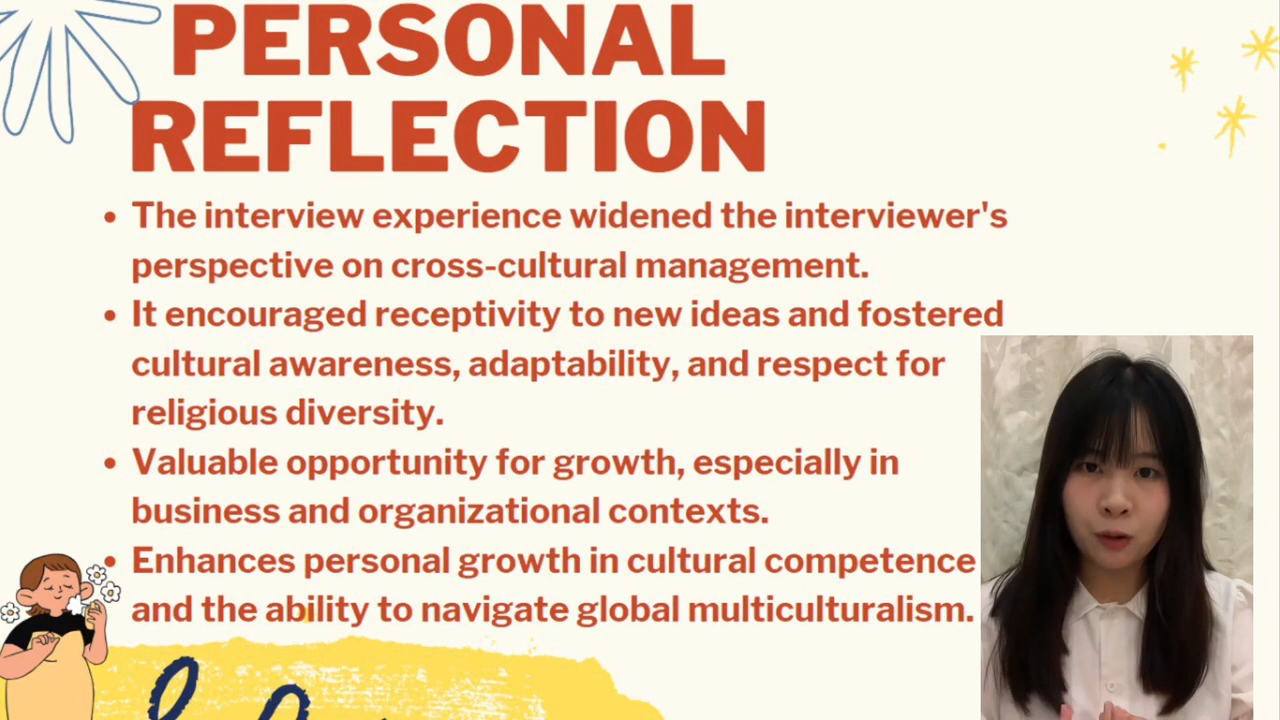 PERSONAL
REFLECTION
• The interview experience widened the interviewer's
perspective on cross-cultural management.
• It encouraged receptivity to new ideas and fostered
cultural awareness, adaptability, and respect for
religious diversity.
• Valuable opportunity for growth, especially in
business and organizational contexts.
• Enhances personal growth in cultural competence
and the ability to navigate global multiculturalism.